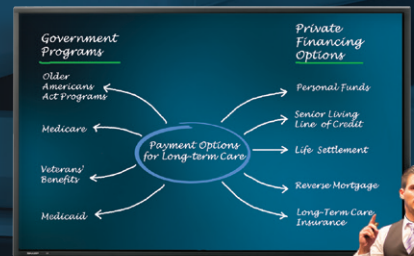 Government
Programs
Older
Americans
Act Programs
Medicare
Veterans'
Benefits
Medicaid
Payment Options
for Long-term Care
Private
Financing
Options
Personal Funds
Senior Living
Line of Credit
Life Settlement
Reverse Mortgage
Long-Term Care
Insurance